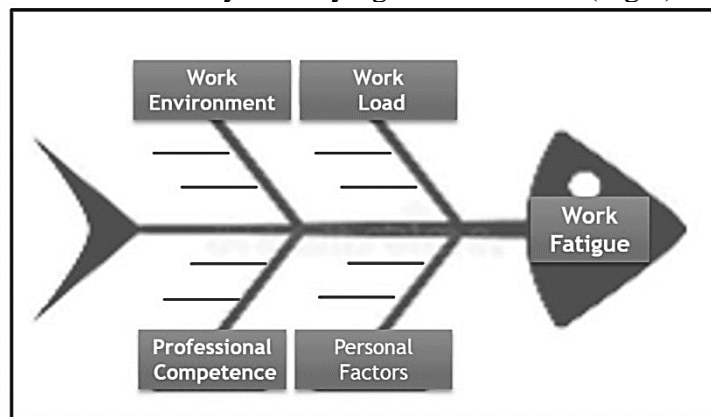 Work
Environment
Work
Load
Work
Fatigue
Professional
Competence
Personal
Factors